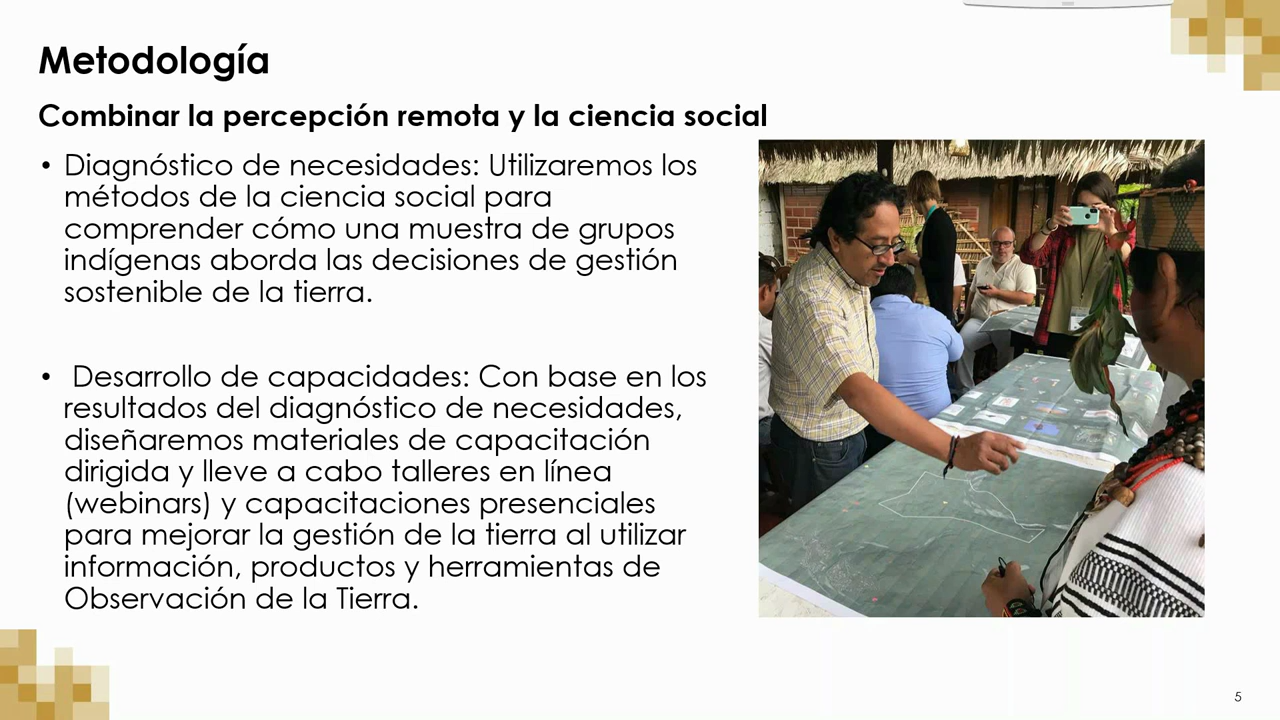 Metodología
Combinar la percepción remota y la ciencia social
• Diagnóstico de necesidades: Utilizaremos los
métodos de la ciencia social para
comprender cómo una muestra de grupos
indígenas aborda las decisiones de gestión
sostenible de la tierra.
• Desarrollo de capacidades: Con base en los
resultados del diagnóstico de necesidades,
diseñaremos materiales de capacitación
dirigida y lleve a cabo talleres en línea
(webinars) y capacitaciones presenciales
para mejorar la gestión de la tierra al utilizar
información, productos y herramientas de
Observación de la Tierra.
5